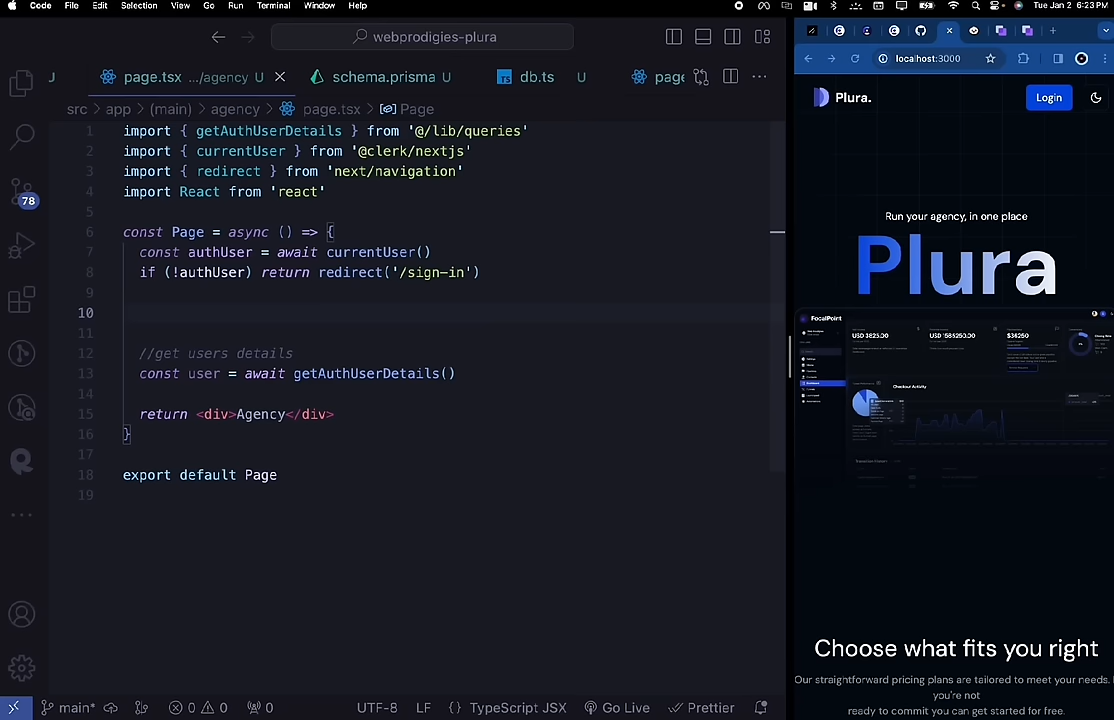 Code File Edit Selection View Go Run Terminal Window Help
Tue Jan 2 6:23 PM
webprodigies-plura
J
page.tsx .../agency U
schema.prisma U
TS db.ts U
page
src > app > (main) > agency > page.tsx > Page
78
1 import { getAuthUserDetails } from '@/lib/queries'
2 import { currentUser } from '@clerk/nextjs'
3 import { redirect } from 'next/navigation'
4 import React from 'react'
5
6 const Page = async () => {
7 const authUser = await currentUser()
8 if (!authUser) return redirect('/sign-in')
9
10
11
12 //get users details
13 const user = await getAuthUserDetails()
14
15 return <div>Agency</div>
16 }
17
18 export default Page
19
main* 0 0 0 UTF-8 LF {} TypeScript JSX Go Live Prettier
localhost:3000
Plura.
Login
Run your agency, in one place
Plura
FocalPoint
USD 3825.00
$36250
Checkout Activity
Choose what fits you right
Our straightforward pricing plans are tailored to meet your needs.
you're not
ready to commit you can get started for free.